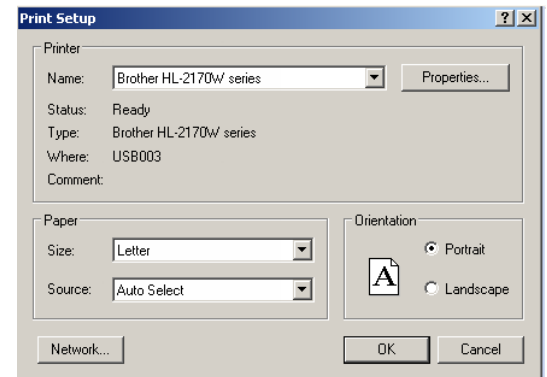 Print Setup
Printer
Name: Brother HL-2170W series Properties...
Status: Ready
Type: Brother HL-2170W series
Where: USB003
Comment:
Paper
Size: Letter
Source: Auto Select
Orientation
A
Portrait
Landscape
Network... OK Cancel